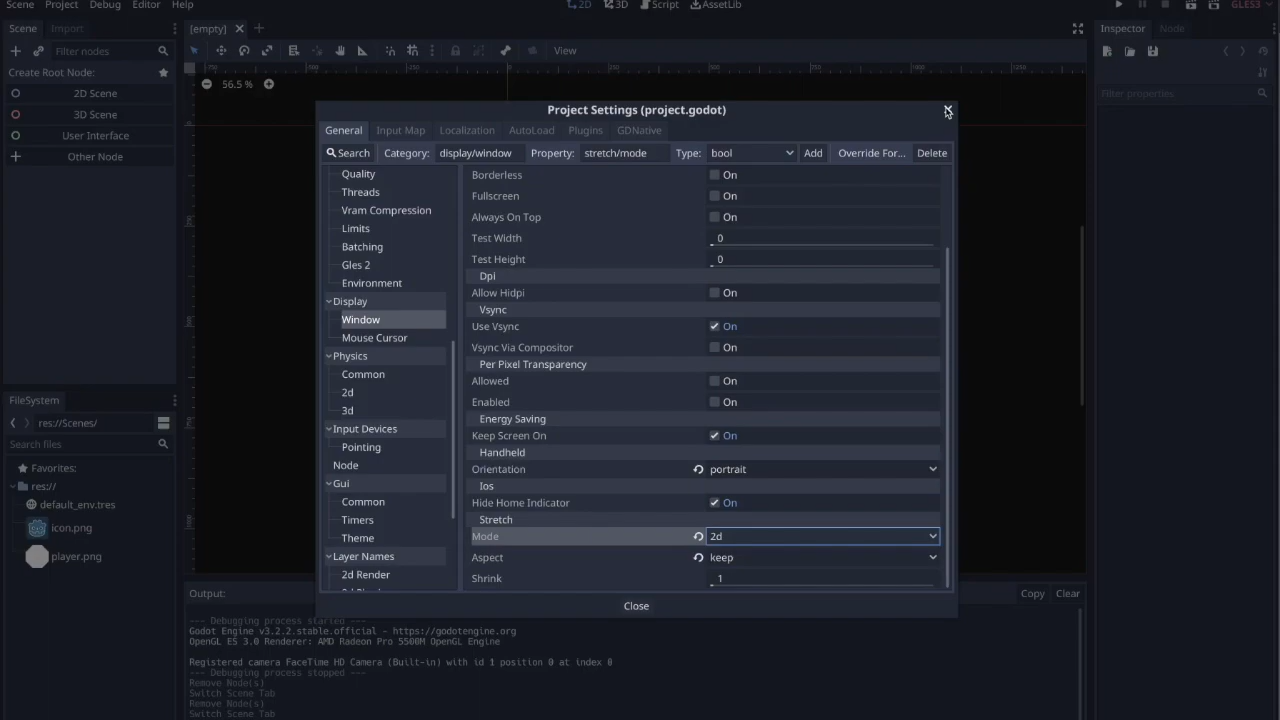 Scene Project Debug Editor Help
2D 3D Script AssetLib
GLES3
Scene Import
[empty]
Inspector Node
Filter nodes
View
Create Root Node:
2D Scene
3D Scene
User Interface
Other Node
56.5 %
Filter properties
Project Settings (project.godot)
General Input Map Localization AutoLoad Plugins GDNative
Search Category: display/window Property: stretch/mode Type: bool Add Override For... Delete
Quality
Threads
Vram Compression
Limits
Batching
Gles 2
Environment
Display
Window
Mouse Cursor
Physics
Common
2d
3d
Input Devices
Pointing
Node
Gui
Common
Timers
Theme
Layer Names
2d Render
Borderless On
Fullscreen On
Always On Top On
Test Width 0
Test Height 0
Dpi
Allow Hidpi On
Vsync
Use Vsync On
Vsync Via Compositor On
Per Pixel Transparency
Allowed On
Enabled On
Energy Saving
Keep Screen On On
Handheld
Orientation portrait
Ios
Hide Home Indicator On
Stretch
Mode 2d
Aspect keep
Shrink 1
Close
FileSystem
res://Scenes/
Search files
Favorites:
res://
default_env.tres
icon.png
player.png
Output: Copy Clear
--- Debugging process started ---
Godot Engine v3.2.2.stable.official - https://godotengine.org
OpenGL ES 3.0 Renderer: AMD Radeon Pro 5500M OpenGL Engine
Registered camera FaceTime HD Camera (Built-in) with id 1 position 0 at index 0
--- Debugging process stopped ---
Remove Node(s)
Switch Scene Tab
Remove Node(s)
Switch Scene Tab